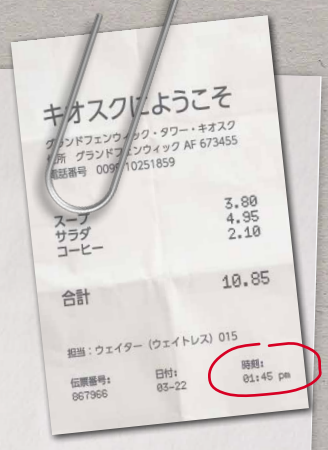 キオスクにようこそ
グランドフェンウィック・タワー・キオスク
住所 グランドフェンウィック AF 673455
電話番号 0099 10251859
スープ 3.80
サラダ 4.95
コーヒー 2.10
合計 10.85
担当：ウェイター（ウェイトレス）015
伝票番号: 日付: 時刻:
867966 03-22 01:45 pm